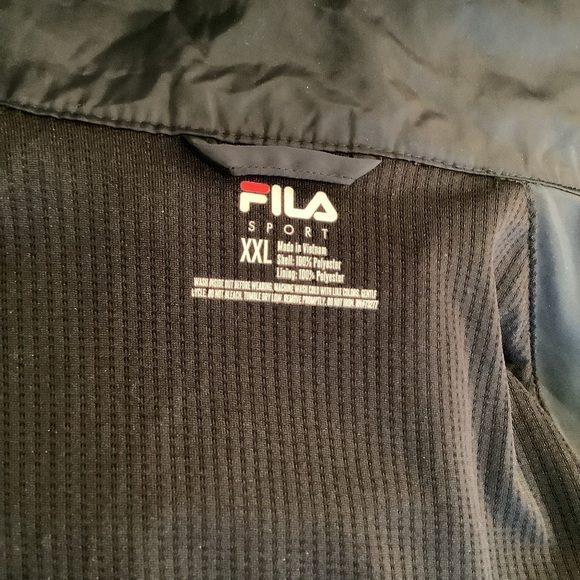 FILA
SPORT
XXL
Made in Vietnam
Shell: 100% Polyester
Lining: 100% Polyester
WASH INSIDE OUT BEFORE WEARING. MACHINE WASH COLD WITH LIKE COLORS. GENTLE
CYCLE. DO NOT BLEACH. TUMBLE DRY LOW. REMOVE PROMPTLY. DO NOT IRON.